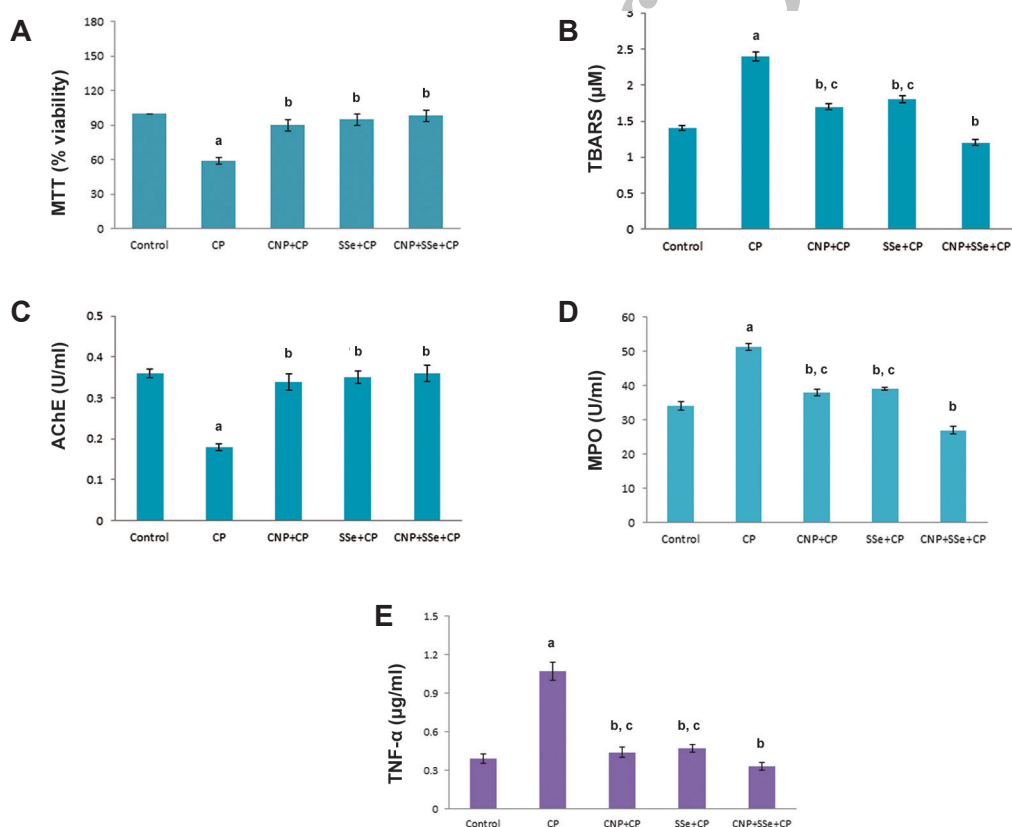 A
MTT (% viability)
180
150
120
90
60
30
0
a
b
b
b
Control CP CNP+CP SSe+CP CNP+SSe+CP
B
TBARS (µM)
3
2.5
2
1.5
1
0.5
0
a
b, c
b, c
b
Control CP CNP+CP SSe+CP CNP+SSe+CP
C
AChE (U/ml)
0.5
0.4
0.3
0.2
0.1
0
a
b
b
b
Control CP CNP+CP SSe+CP CNP+SSe+CP
D
MPO (U/ml)
60
50
40
30
20
10
0
a
b, c
b, c
b
Control CP CNP+CP SSe+CP CNP+SSe+CP
E
TNF-α (µg/ml)
1.5
1.2
0.9
0.6
0.3
0
a
b, c
b, c
b
Control CP CNP+CP SSe+CP CNP+SSe+CP